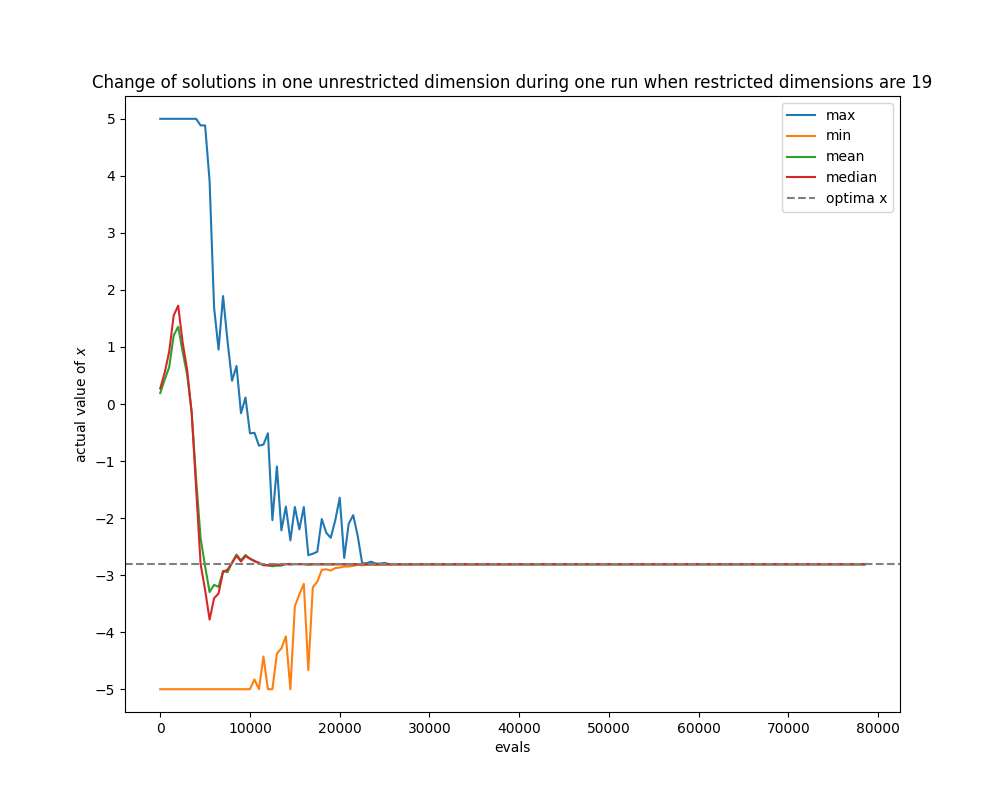 Change of solutions in one unrestricted dimension during one run when restricted dimensions are 19
max
min
mean
median
optima x
5
4
3
2
1
0
−1
−2
−3
−4
−5
actual value of x
0 10000 20000 30000 40000 50000 60000 70000 80000
evals